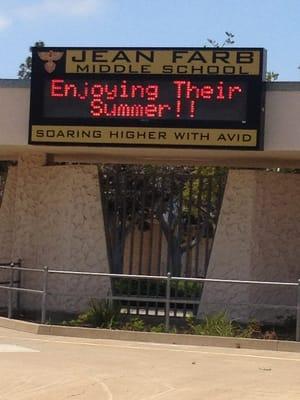 JEAN FARB
MIDDLE SCHOOL
Enjoying Their
Summer!!
SOARING HIGHER WITH AVID